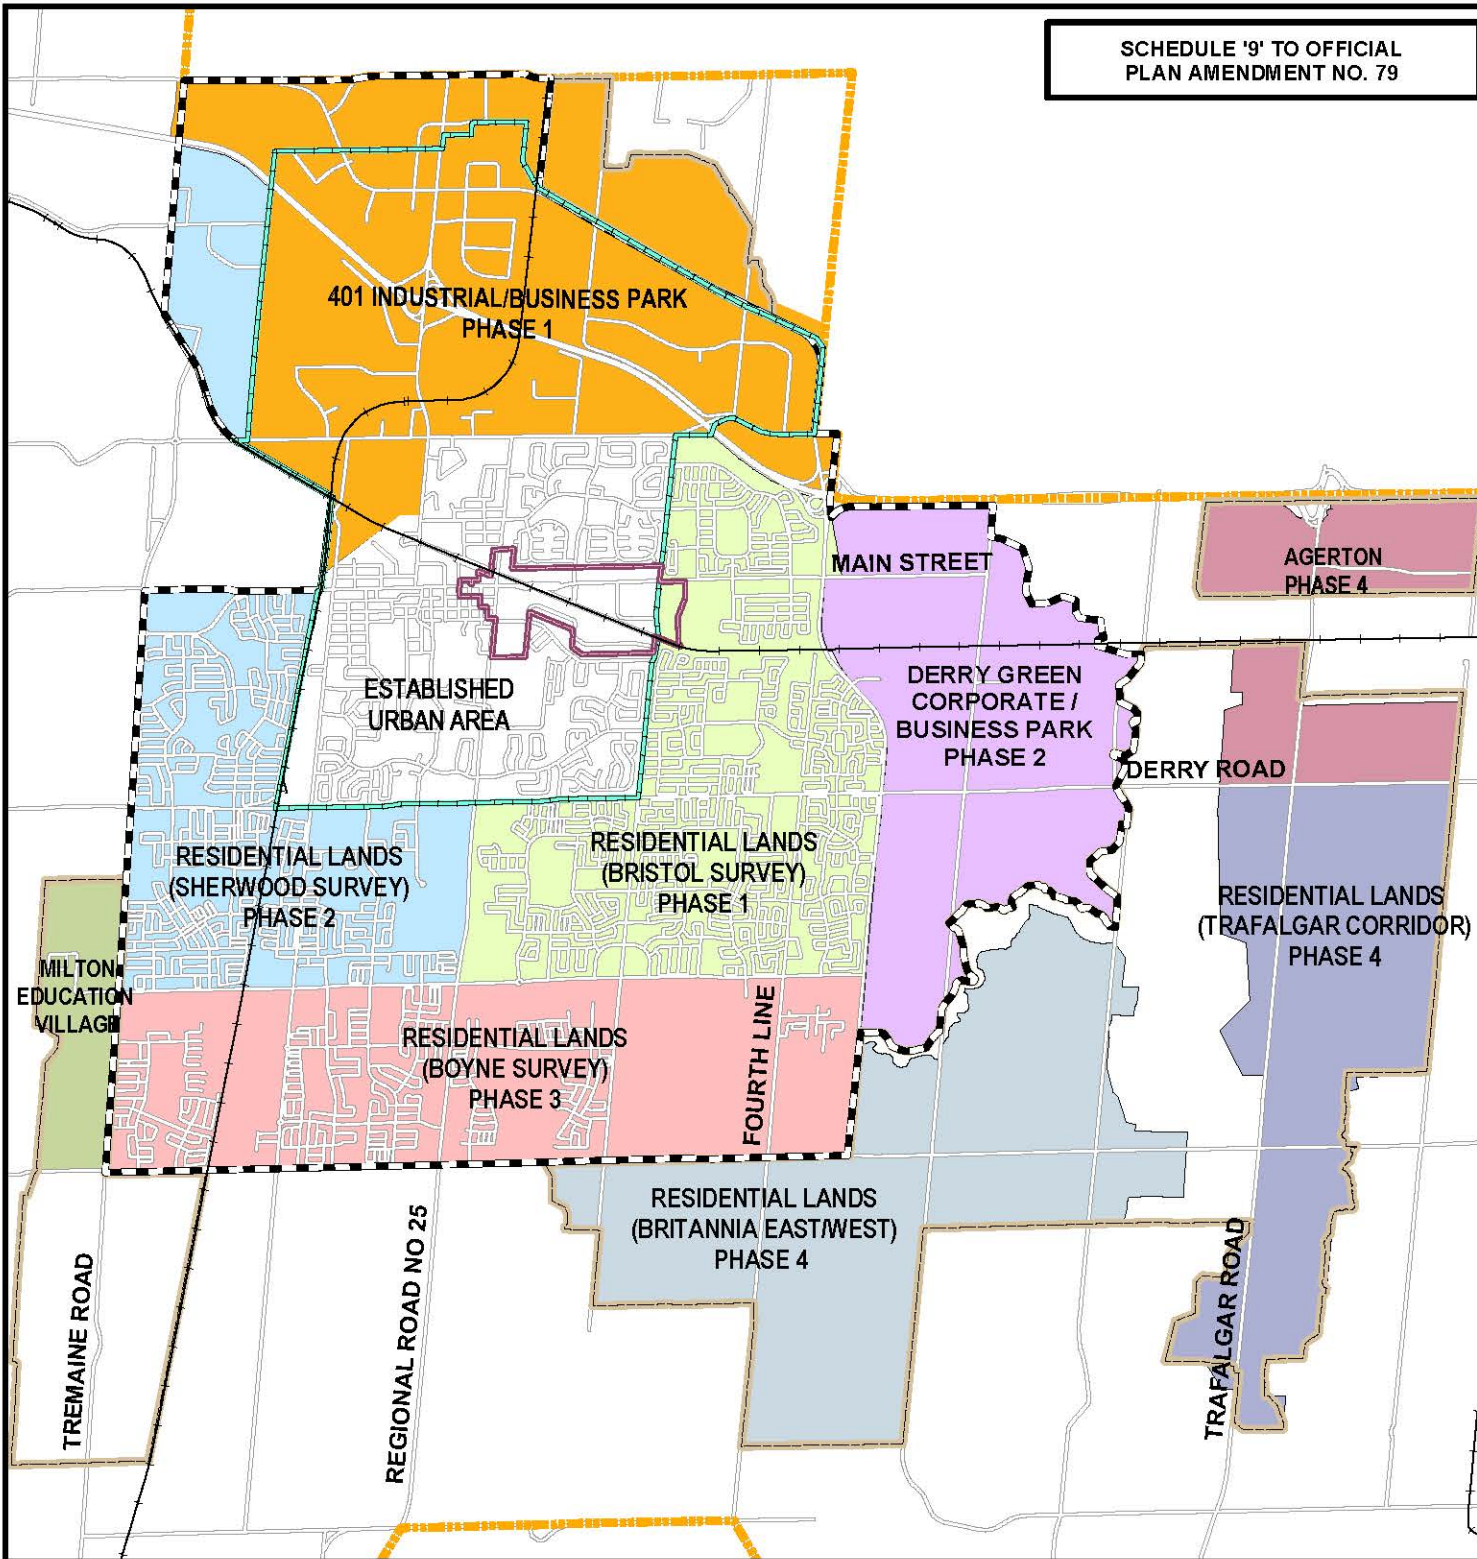 SCHEDULE '9' TO OFFICIAL
PLAN AMENDMENT NO. 79
401 INDUSTRIAL/BUSINESS PARK
PHASE 1
MAIN STREET
AGERTON
PHASE 4
ESTABLISHED
URBAN AREA
DERRY GREEN
CORPORATE /
BUSINESS PARK
PHASE 2
DERRY ROAD
RESIDENTIAL LANDS
(SHERWOOD SURVEY)
PHASE 2
RESIDENTIAL LANDS
(BRISTOL SURVEY)
PHASE 1
RESIDENTIAL LANDS
(TRAFALGAR CORRIDOR)
PHASE 4
MILTON
EDUCATION
VILLAGE
RESIDENTIAL LANDS
(BOYNE SURVEY)
PHASE 3
FOURTH LINE
RESIDENTIAL LANDS
(BRITANNIA EAST/WEST)
PHASE 4
TREMAINE ROAD
REGIONAL ROAD NO 25
TRAFALGAR ROAD